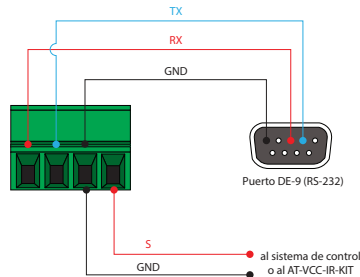 TX
RX
GND
Puerto DE-9 (RS-232)
S
al sistema de control
o al AT-VCC-IR-KIT
GND